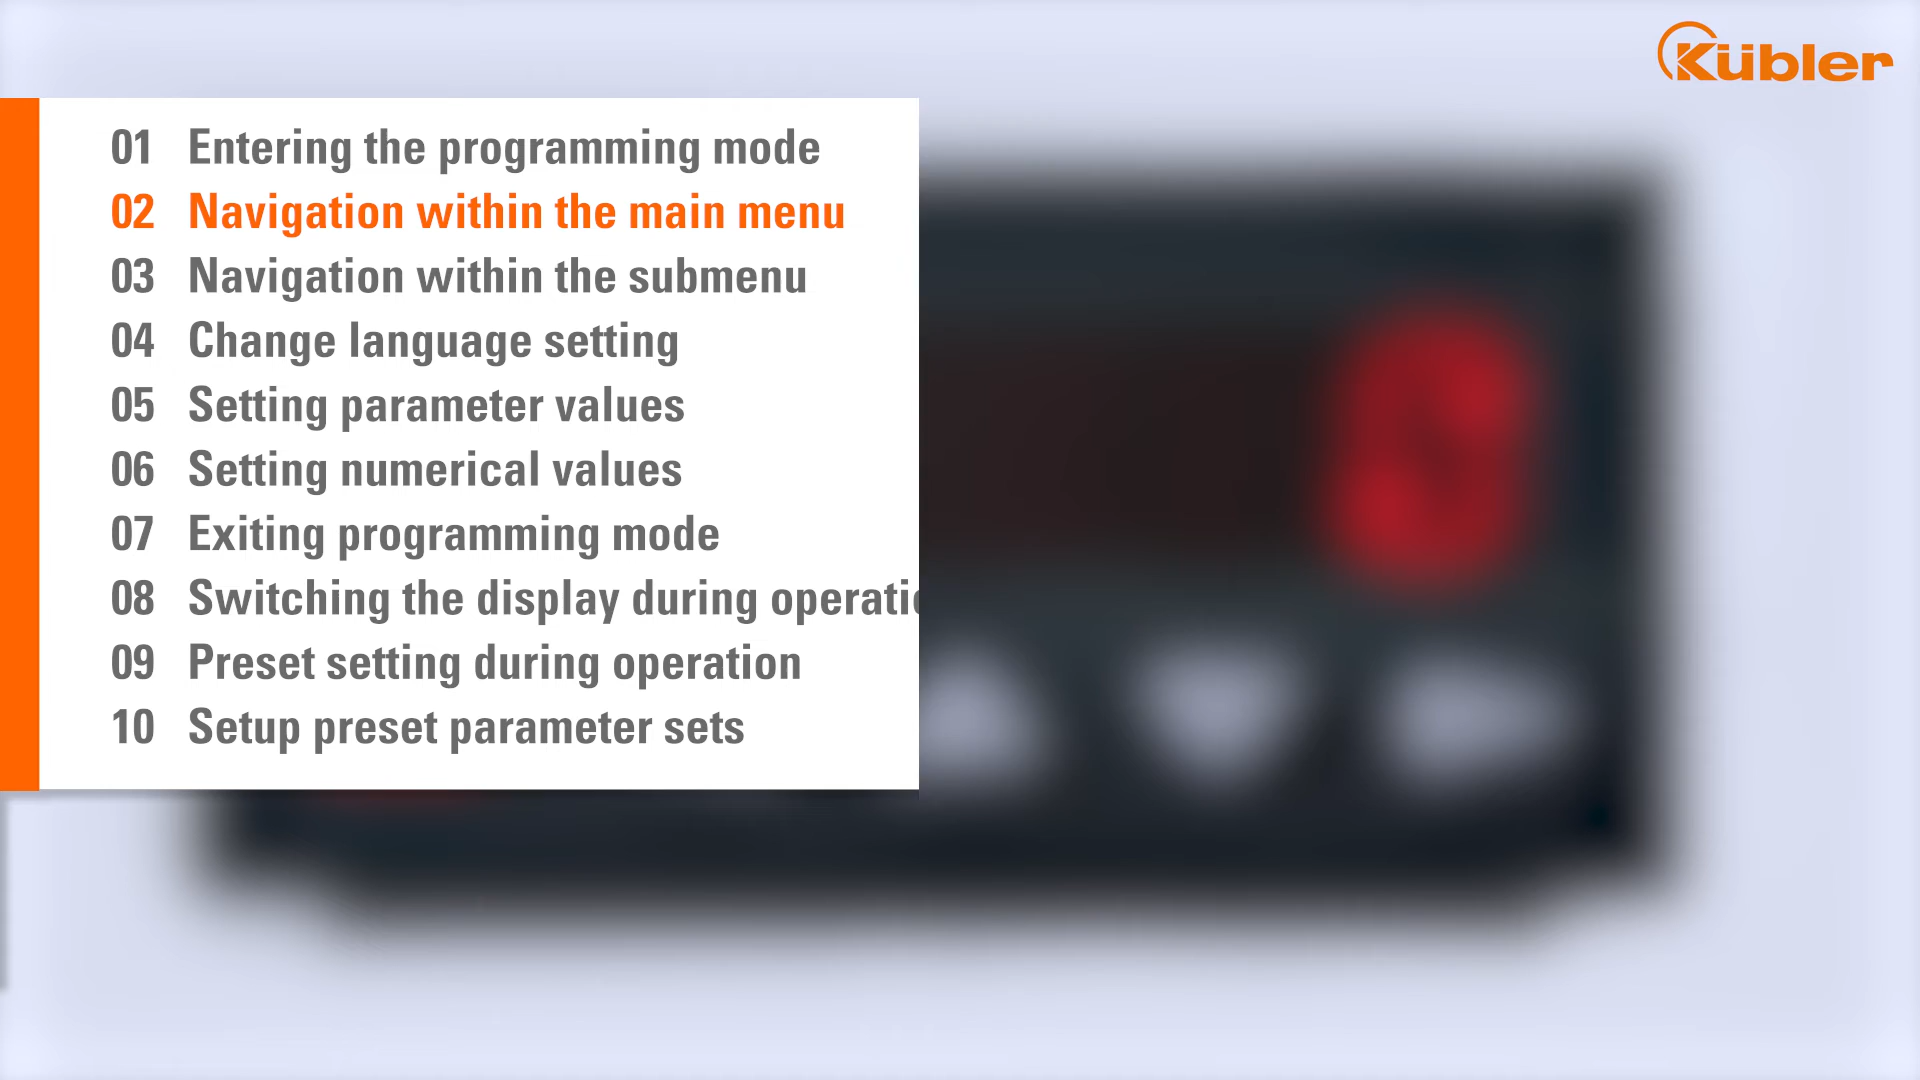 Kübler
01 Entering the programming mode
02 Navigation within the main menu
03 Navigation within the submenu
04 Change language setting
05 Setting parameter values
06 Setting numerical values
07 Exiting programming mode
08 Switching the display during operatio
09 Preset setting during operation
10 Setup preset parameter sets